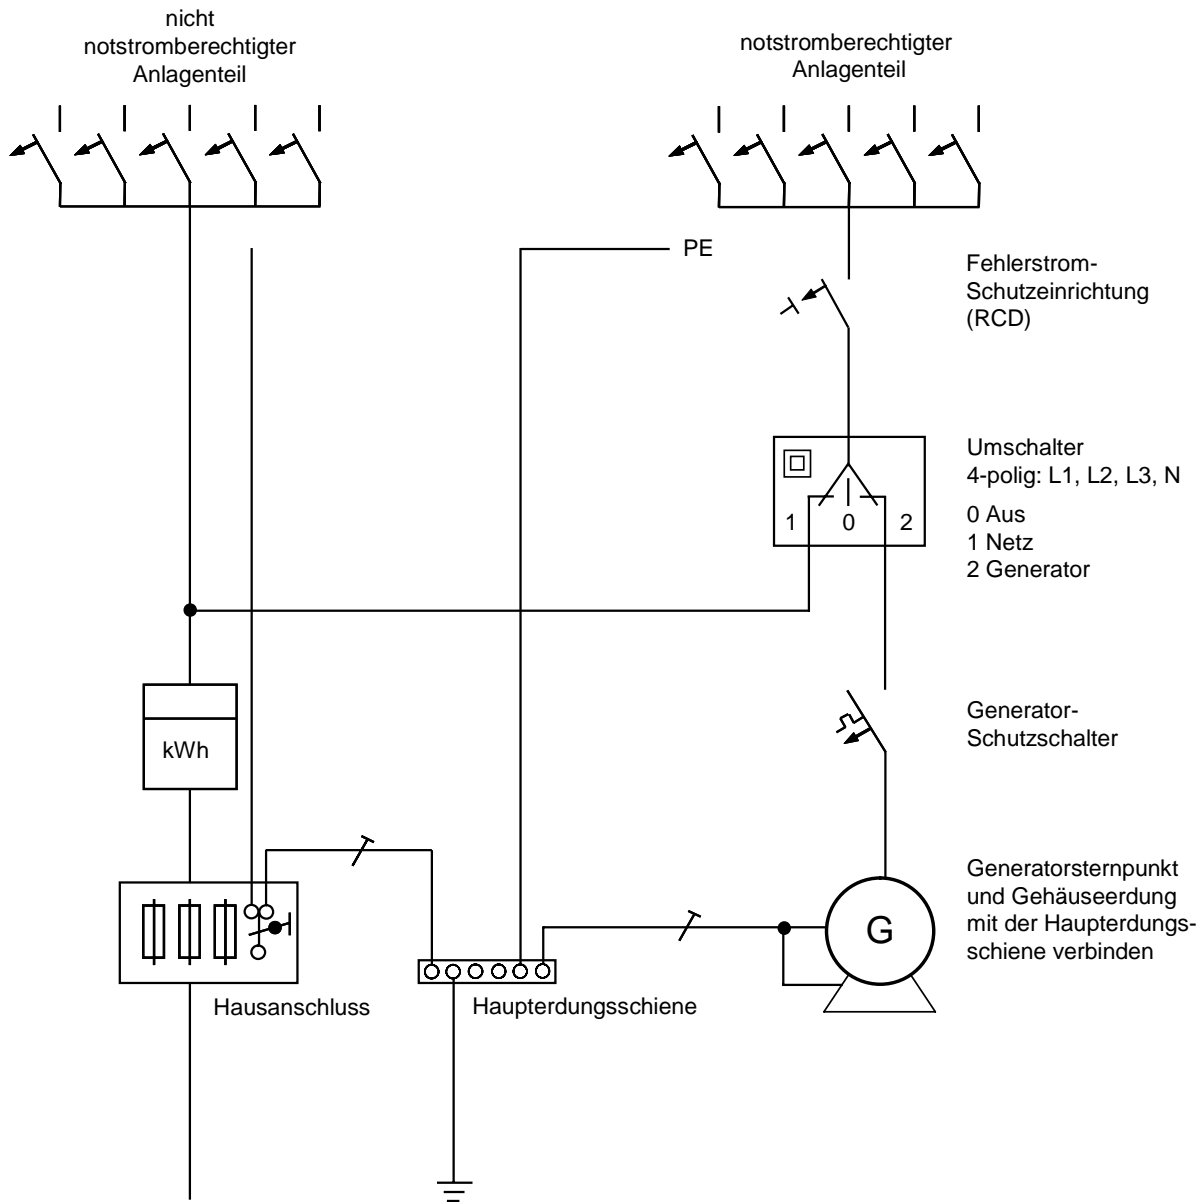 nicht
notstromberechtigter
Anlagenteil
notstromberechtigter
Anlagenteil
PE
Fehlerstrom-
Schutzeinrichtung
(RCD)
Umschalter
4-polig: L1, L2, L3, N
0 Aus
1 Netz
2 Generator
1 0 2
kWh
Generator-
Schutzschalter
Generatorsternpunkt
und Gehäuseerdung
mit der Haupterdungs-
schiene verbinden
G
Hausanschluss
Haupterdungsschiene